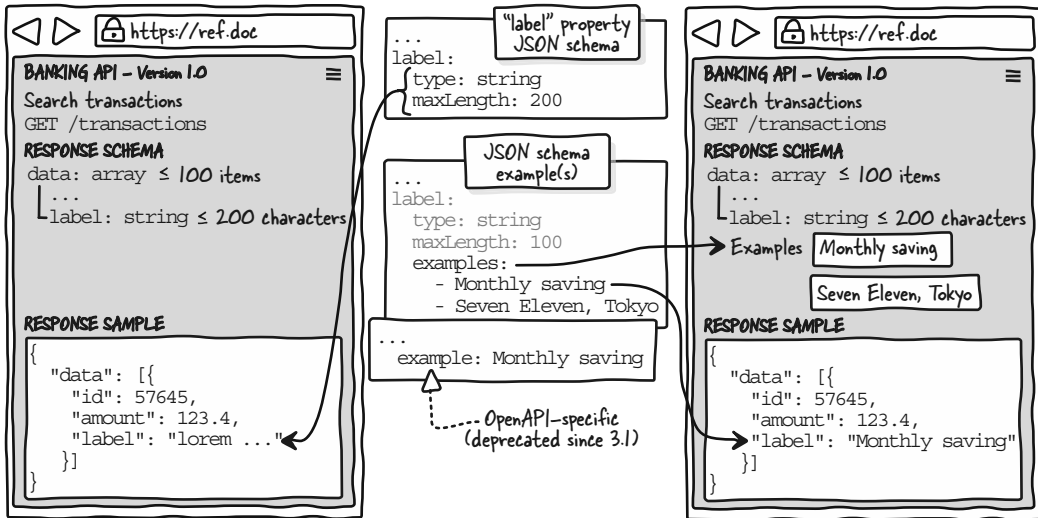 https://ref.doc
BANKING API – Version 1.0
Search transactions
GET /transactions
RESPONSE SCHEMA
data: array ≤ 100 items
...
label: string ≤ 200 characters
RESPONSE SAMPLE
{
"data": [{
"id": 57645,
"amount": 123.4,
"label": "lorem ..."
}]
}
"label" property
JSON schema
...
label:
type: string
maxLength: 200
JSON schema
example(s)
...
label:
type: string
maxLength: 100
examples:
- Monthly saving
- Seven Eleven, Tokyo
...
example: Monthly saving
OpenAPI-specific
(deprecated since 3.1)
https://ref.doc
BANKING API – Version 1.0
Search transactions
GET /transactions
RESPONSE SCHEMA
data: array ≤ 100 items
...
label: string ≤ 200 characters
Examples Monthly saving
Seven Eleven, Tokyo
RESPONSE SAMPLE
{
"data": [{
"id": 57645,
"amount": 123.4,
"label": "Monthly saving"
}]
}